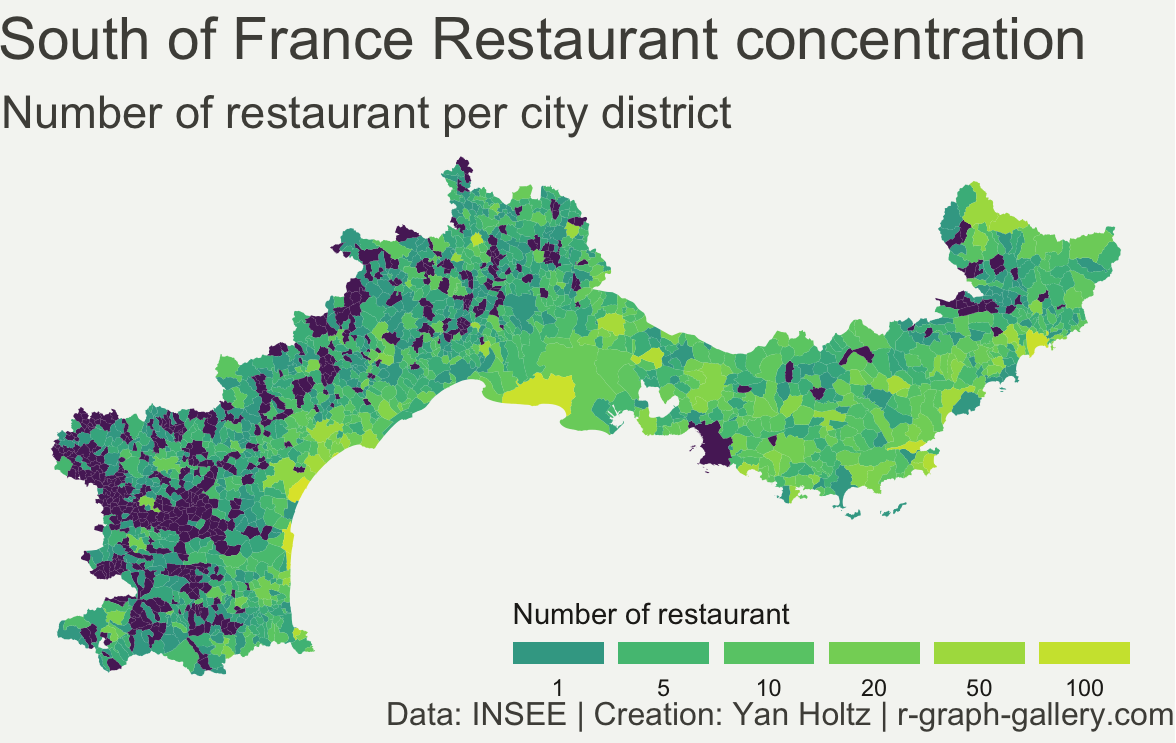 South of France Restaurant concentration
Number of restaurant per city district
Number of restaurant
1 5 10 20 50 100
Data: INSEE | Creation: Yan Holtz | r-graph-gallery.com